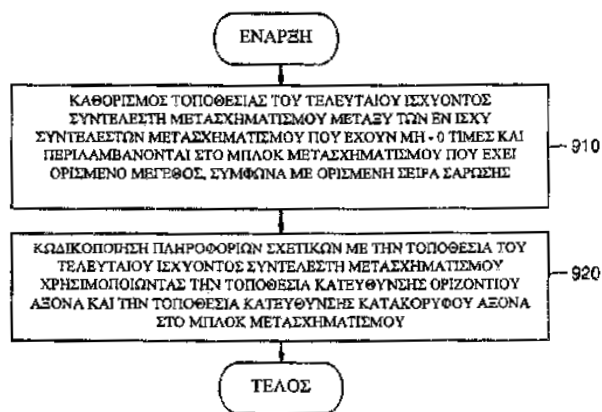 ΕΝΑΡΞΗ
ΚΑΘΟΡΙΣΜΟΣ ΤΟΠΟΘΕΣΙΑΣ ΤΟΥ ΤΕΛΕΥΤΑΙΟΥ ΙΣΧΥΟΝΤΟΣ
ΣΥΝΤΕΛΕΣΤΗ ΜΕΤΑΣΧΗΜΑΤΙΣΜΟΥ ΜΕΤΑΞΥ ΤΩΝ ΕΝ ΙΣΧΥ
ΣΥΝΤΕΛΕΣΤΩΝ ΜΕΤΑΣΧΗΜΑΤΙΣΜΟΥ ΠΟΥ ΕΧΟΥΝ ΜΗ - 0 ΤΙΜΕΣ ΚΑΙ
ΠΕΡΙΛΑΜΒΑΝΟΝΤΑΙ ΣΤΟ ΜΠΛΟΚ ΜΕΤΑΣΧΗΜΑΤΙΣΜΟΥ ΠΟΥ ΕΧΕΙ
ΟΡΙΣΜΕΝΟ ΜΕΓΕΘΟΣ, ΣΥΜΦΩΝΑ ΜΕ ΟΡΙΣΜΕΝΗ ΣΕΙΡΑ ΣΑΡΩΣΗΣ
910
ΚΩΔΙΚΟΠΟΙΗΣΗ ΠΛΗΡΟΦΟΡΙΩΝ ΣΧΕΤΙΚΩΝ ΜΕ ΤΗΝ ΤΟΠΟΘΕΣΙΑ ΤΟΥ
ΤΕΛΕΥΤΑΙΟΥ ΙΣΧΥΟΝΤΟΣ ΣΥΝΤΕΛΕΣΤΗ ΜΕΤΑΣΧΗΜΑΤΙΣΜΟΥ
ΧΡΗΣΙΜΟΠΟΙΩΝΤΑΣ ΤΗΝ ΤΟΠΟΘΕΣΙΑ ΚΑΤΕΥΘΥΝΣΗΣ ΟΡΙΖΟΝΤΙΟΥ
ΑΞΟΝΑ ΚΑΙ ΤΗΝ ΤΟΠΟΘΕΣΙΑ ΚΑΤΕΥΘΥΝΣΗΣ ΚΑΤΑΚΟΡΥΦΟΥ ΑΞΟΝΑ
ΣΤΟ ΜΠΛΟΚ ΜΕΤΑΣΧΗΜΑΤΙΣΜΟΥ
920
ΤΕΛΟΣ